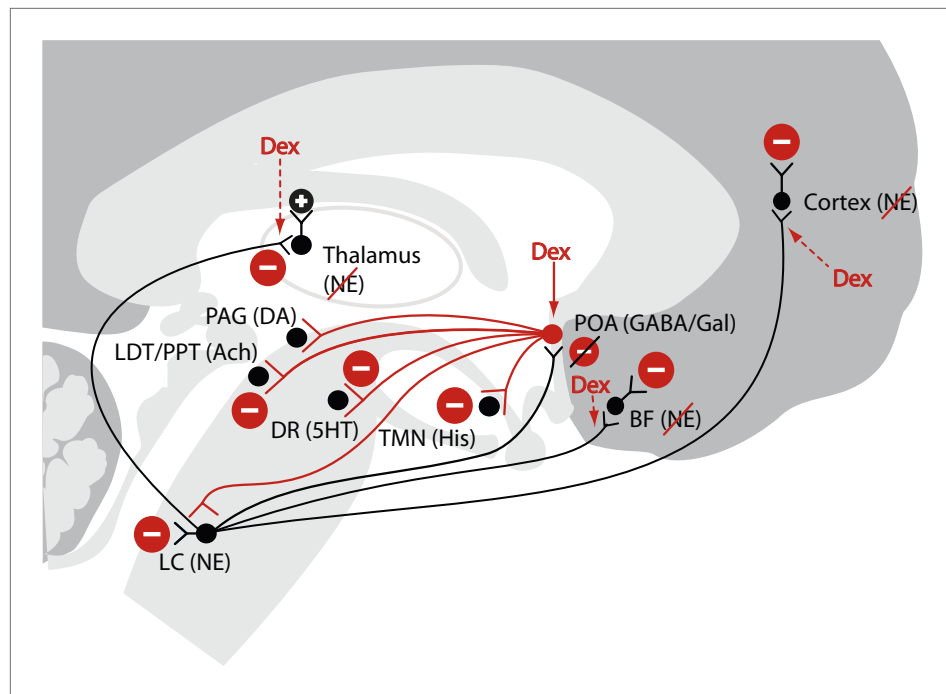 Dex
Cortex (NE)
Thalamus
(NE)
Dex
Dex
PAG (DA)
POA (GABA/Gal)
LDT/PPT (Ach)
Dex
DR (5HT)
TMN (His)
BF (NE)
LC (NE)